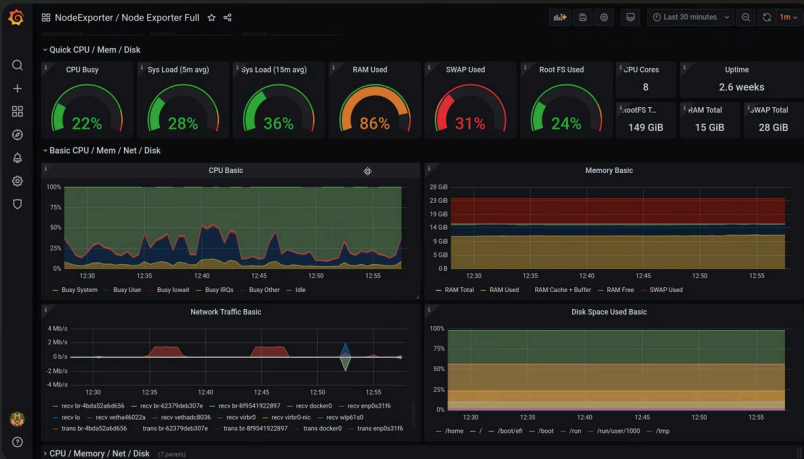 NodeExporter / Node Exporter Full
Last 30 minutes
1m
Quick CPU / Mem / Disk
CPU Busy
Sys Load (5m avg)
Sys Load (15m avg)
RAM Used
SWAP Used
Root FS Used
CPU Cores
Uptime
22%
28%
36%
86%
31%
24%
8
2.6 weeks
RootFS T...
RAM Total
SWAP Total
149 GiB
15 GiB
28 GiB
Basic CPU / Mem / Net / Disk
CPU Basic
100%
75%
50%
25%
0%
12:30 12:35 12:40 12:45 12:50 12:55
Busy System Busy User Busy Iowait Busy IRQs Busy Other Idle
Memory Basic
28 GiB
23 GiB
19 GiB
14 GiB
9 GiB
5 GiB
0 B
12:30 12:35 12:40 12:45 12:50 12:55
RAM Total RAM Used RAM Cache + Buffer RAM Free SWAP Used
Network Traffic Basic
4 Mb/s
2 Mb/s
0 b/s
-2 Mb/s
-4 Mb/s
12:30 12:35 12:40 12:45 12:50 12:55
recv br-4bda52a6d656 recv br-62379deb307e recv br-8f9541922897 recv docker0 recv enp0s31f6
recv lo recv vetha46022a recv vethadc8036 recv virbr0 recv virbr0-nic recv wlp61s0
trans br-4bda52a6d656 trans br-62379deb307e trans br-8f9541922897 trans docker0 trans enp0s31f6
Disk Space Used Basic
100%
75%
50%
25%
0%
12:30 12:35 12:40 12:45 12:50 12:55
/home / /boot/efi /boot /run /run/user/1000 /tmp
CPU / Memory / Net / Disk (7 panels)